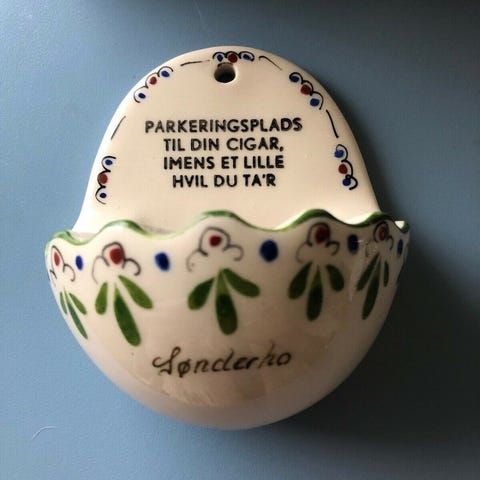 PARKERINGSPLADS
TIL DIN CIGAR,
IMENS ET LILLE
HVIL DU TA'R
Sønderho